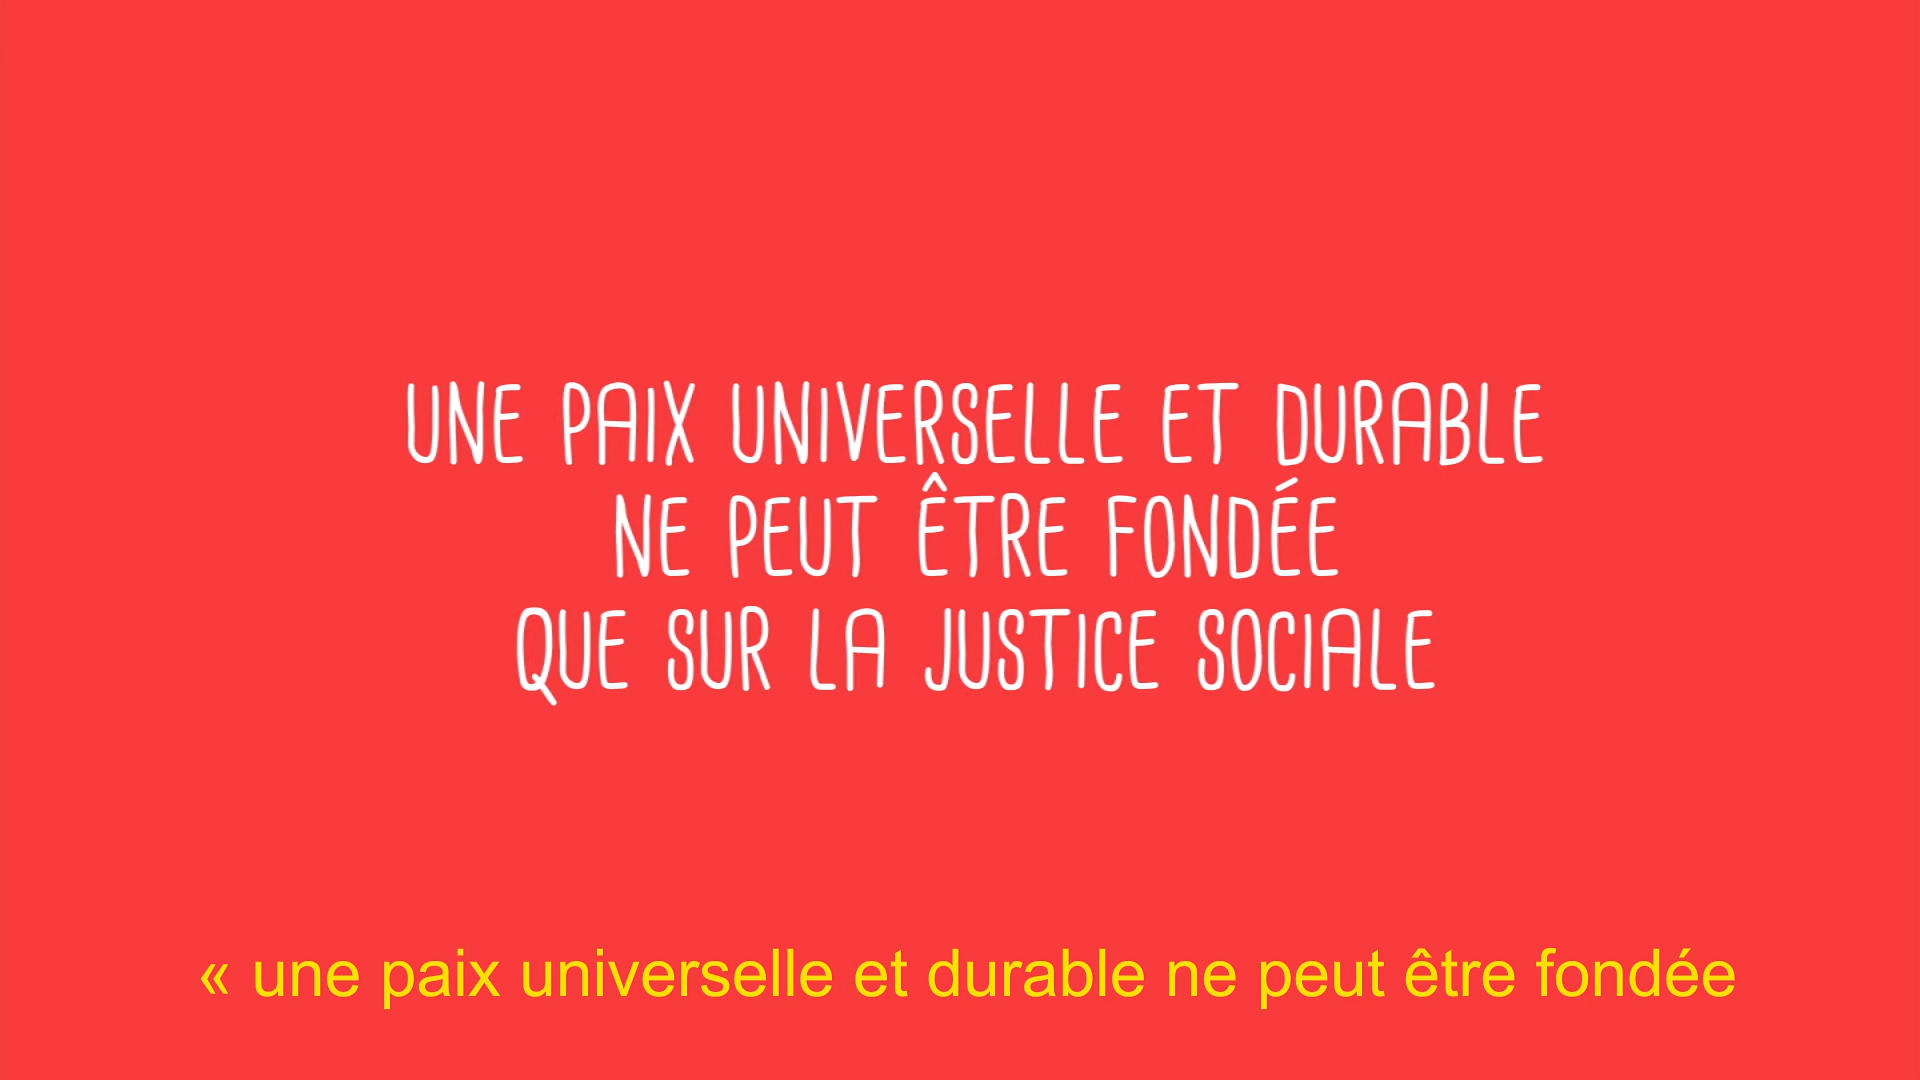 UNE PAIX UNIVERSELLE ET DURABLE
NE PEUT ÊTRE FONDÉE
QUE SUR LA JUSTICE SOCIALE
« une paix universelle et durable ne peut être fondée